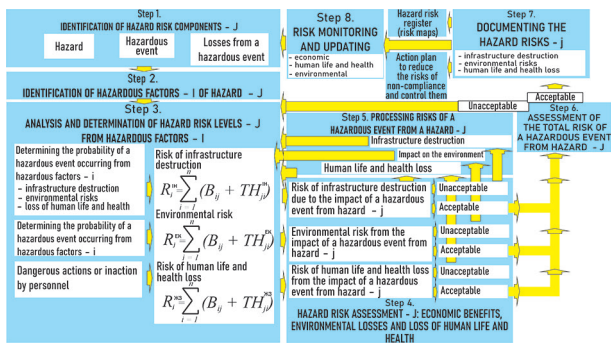 Step 1.
IDENTIFICATION OF HAZARD RISK COMPONENTS - J
Hazard
Hazardous
event
Losses from a
hazardous event
Step 2.
IDENTIFICATION OF HAZARDOUS FACTORS - I OF HAZARD - J
Step 3.
ANALYSIS AND DETERMINATION OF HAZARD RISK LEVELS - J
FROM HAZARDOUS FACTORS - I
Determining the probability of a
hazardous event occurring from
hazardous factors - i
- infrastructure destruction
- environmental risks
- loss of human life and health
Risk of infrastructure
destruction
Determining the probability of a
hazardous event occurring from
hazardous factors - i
Environmental risk
Dangerous actions or inaction
by personnel
Risk of human life and
health loss
Step 8.
RISK MONITORING
AND UPDATING
- economic
- human life and health
- environmental
Hazard risk
register
(risk maps)
Action plan
to reduce
the risks of
non-compliance
and control them
Step 7.
DOCUMENTING THE
HAZARD RISKS - j
- infrastructure destruction
- environmental risks
- human life and health loss
Acceptable
Unacceptable
Step 6.
ASSESSMENT OF
THE TOTAL RISK OF
A HAZARDOUS EVENT
FROM HAZARD - J
Step 5. PROCESSING RISKS OF A
HAZARDOUS EVENT FROM A HAZARD - J
Infrastructure destruction
Impact on the environment
Human life and health loss
Risk of infrastructure destruction
due to the impact of a hazardous
event from hazard - j
Unacceptable
Acceptable
Environmental risk from the
impact of a hazardous event from
hazard - j
Unacceptable
Acceptable
Risk of human life and health loss
from the impact of a hazardous
event from hazard - j
Unacceptable
Acceptable
Step 4.
HAZARD RISK ASSESSMENT - J: ECONOMIC BENEFITS,
ENVIRONMENTAL LOSSES AND LOSS OF HUMAN LIFE AND
HEALTH